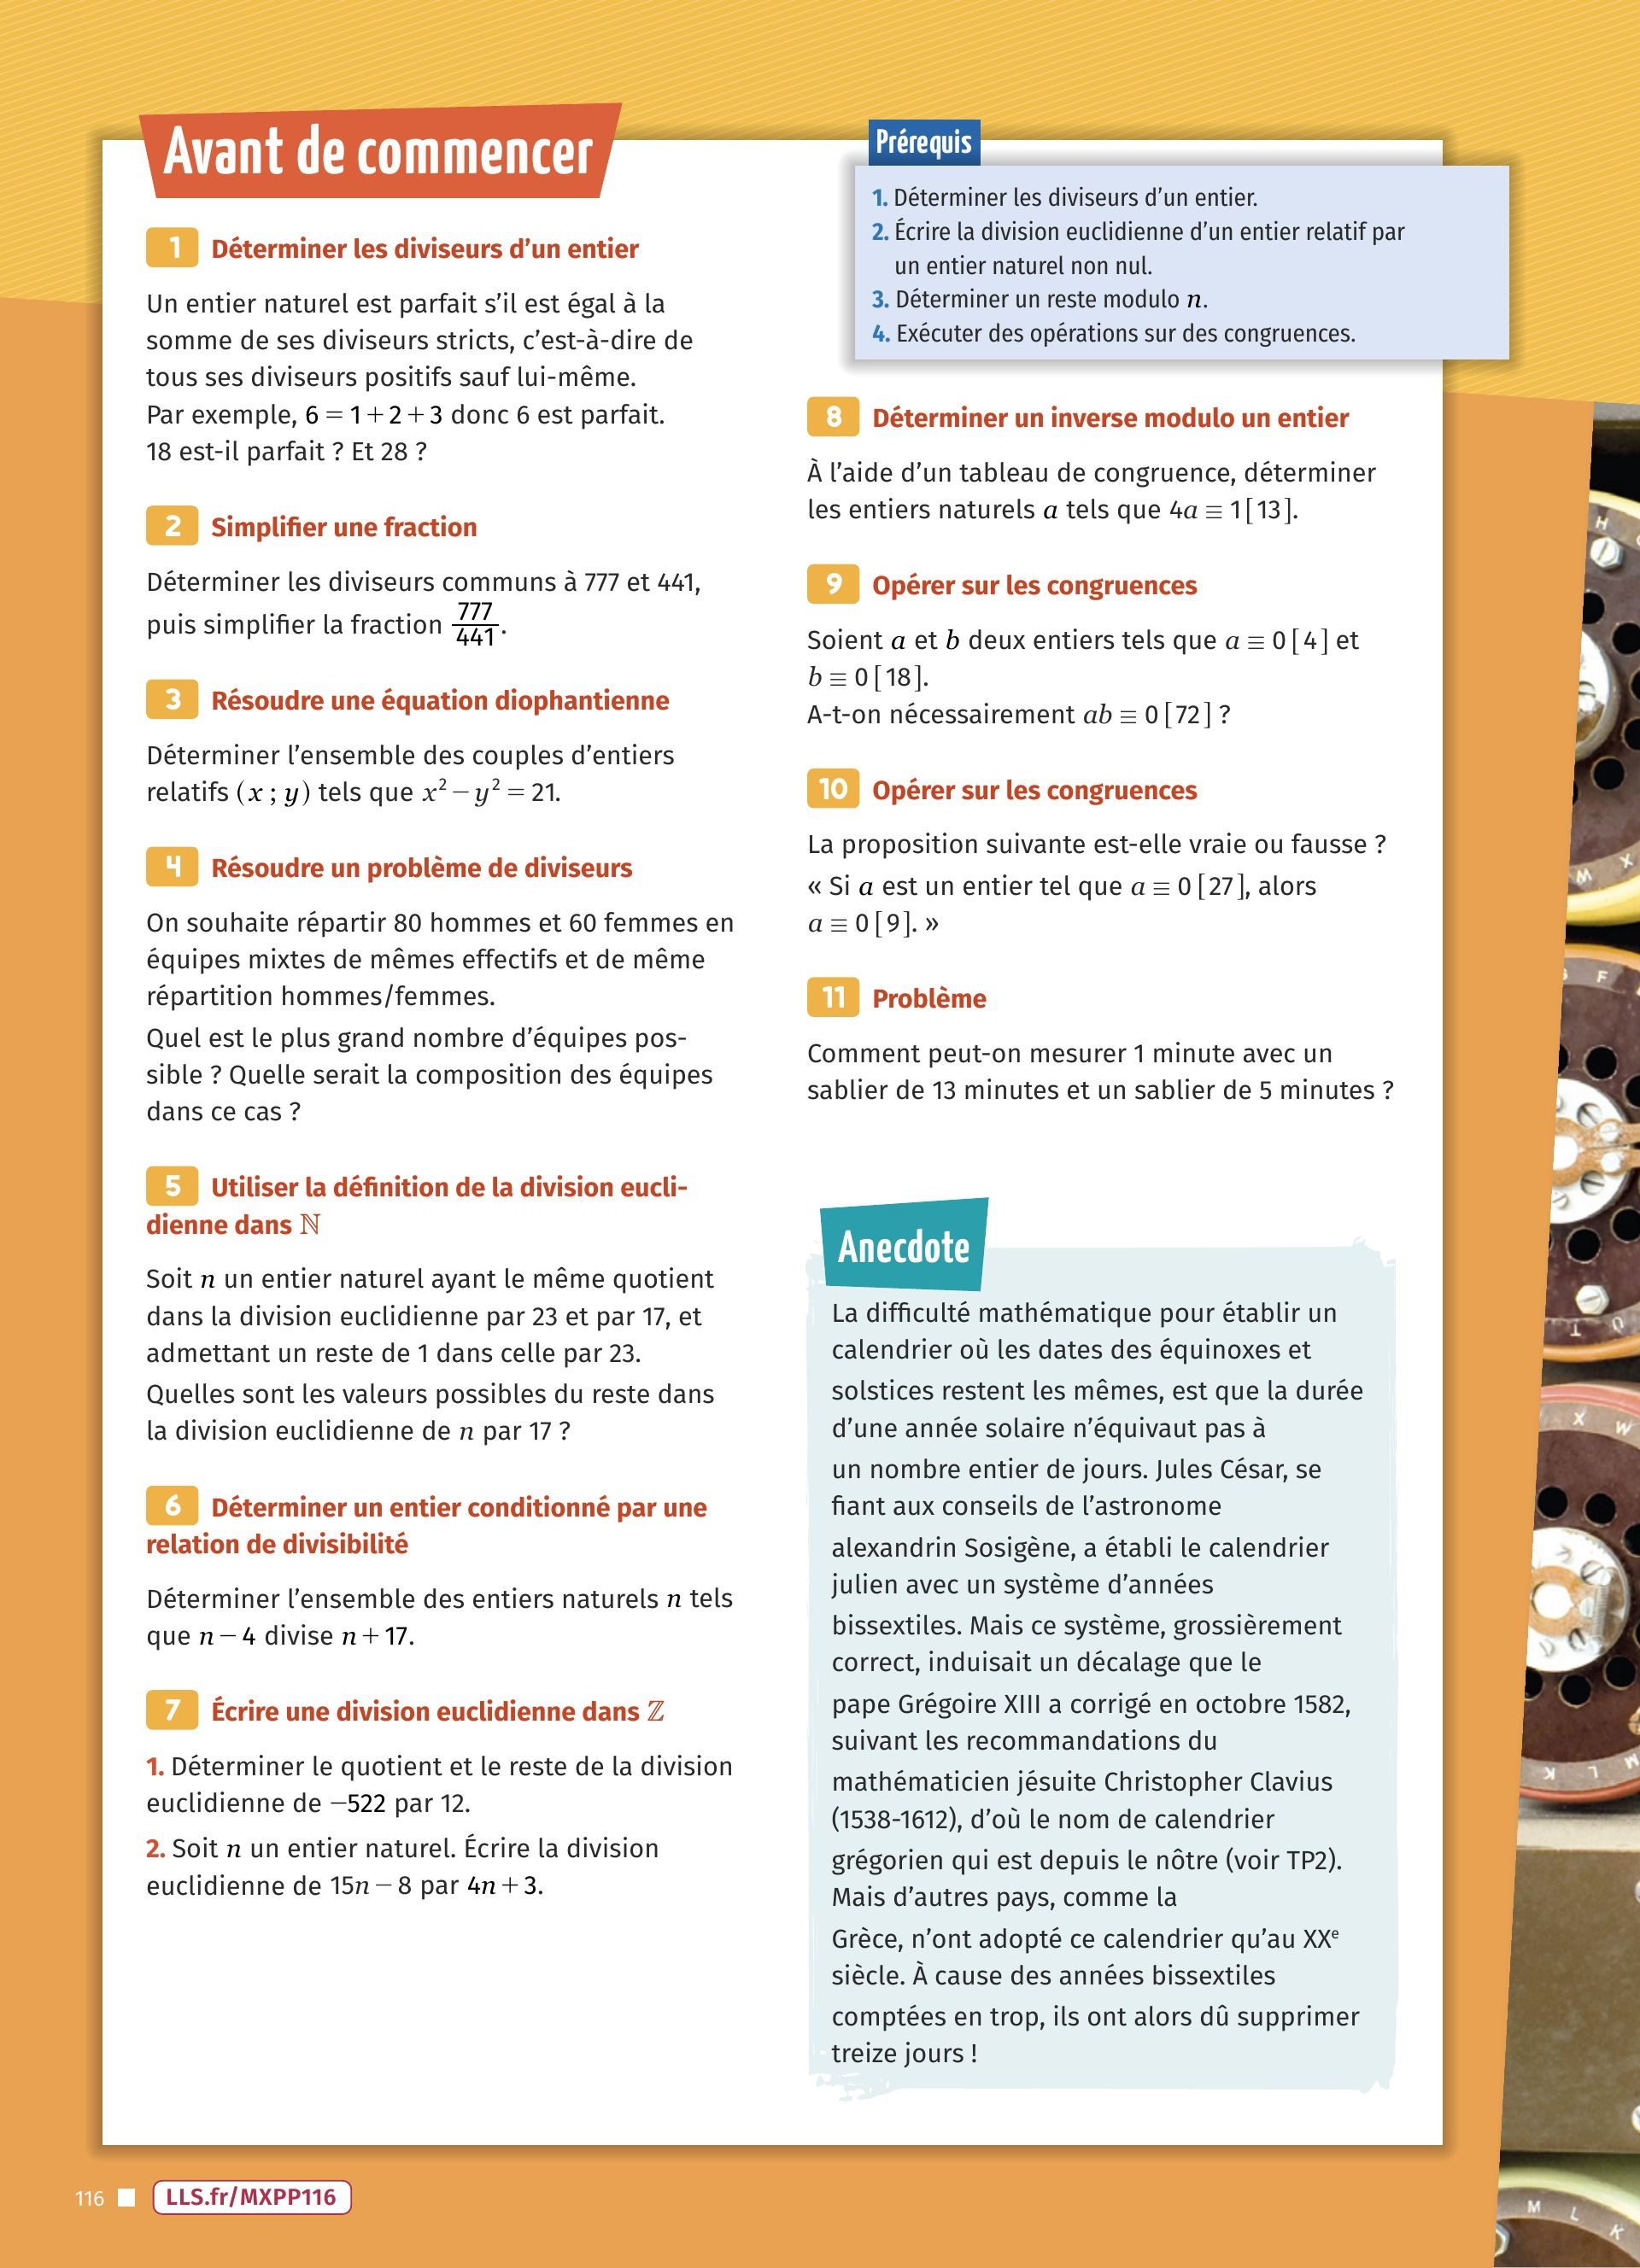 Avant de commencer
1 Déterminer les diviseurs d’un entier
Un entier naturel est parfait s’il est égal à la
somme de ses diviseurs stricts, c’est-à-dire de
tous ses diviseurs positifs sauf lui-même.
Par exemple, 6 = 1 + 2 + 3 donc 6 est parfait.
18 est-il parfait ? Et 28 ?
2 Simplifier une fraction
Déterminer les diviseurs communs à 777 et 441,
puis simplifier la fraction 777/441.
3 Résoudre une équation diophantienne
Déterminer l’ensemble des couples d’entiers
relatifs (x ; y) tels que x² − y² = 21.
4 Résoudre un problème de diviseurs
On souhaite répartir 80 hommes et 60 femmes en
équipes mixtes de mêmes effectifs et de même
répartition hommes/femmes.
Quel est le plus grand nombre d’équipes pos-
sible ? Quelle serait la composition des équipes
dans ce cas ?
5 Utiliser la définition de la division eucli-
dienne dans ℕ
Soit n un entier naturel ayant le même quotient
dans la division euclidienne par 23 et par 17, et
admettant un reste de 1 dans celle par 23.
Quelles sont les valeurs possibles du reste dans
la division euclidienne de n par 17 ?
6 Déterminer un entier conditionné par une
relation de divisibilité
Déterminer l’ensemble des entiers naturels n tels
que n − 4 divise n + 17.
7 Écrire une division euclidienne dans ℤ
1. Déterminer le quotient et le reste de la division
euclidienne de −522 par 12.
2. Soit n un entier naturel. Écrire la division
euclidienne de 15n − 8 par 4n + 3.
Prérequis
1. Déterminer les diviseurs d’un entier.
2. Écrire la division euclidienne d’un entier relatif par
un entier naturel non nul.
3. Déterminer un reste modulo n.
4. Exécuter des opérations sur des congruences.
8 Déterminer un inverse modulo un entier
À l’aide d’un tableau de congruence, déterminer
les entiers naturels a tels que 4a ≡ 1 [13].
9 Opérer sur les congruences
Soient a et b deux entiers tels que a ≡ 0 [4] et
b ≡ 0 [18].
A-t-on nécessairement ab ≡ 0 [72] ?
10 Opérer sur les congruences
La proposition suivante est-elle vraie ou fausse ?
« Si a est un entier tel que a ≡ 0 [27], alors
a ≡ 0 [9]. »
11 Problème
Comment peut-on mesurer 1 minute avec un
sablier de 13 minutes et un sablier de 5 minutes ?
Anecdote
La difficulté mathématique pour établir un
calendrier où les dates des équinoxes et
solstices restent les mêmes, est que la durée
d’une année solaire n’équivaut pas à
un nombre entier de jours. Jules César, se
fiant aux conseils de l’astronome
alexandrin Sosigène, a établi le calendrier
julien avec un système d’années
bissextiles. Mais ce système, grossièrement
correct, induisait un décalage que le
pape Grégoire XIII a corrigé en octobre 1582,
suivant les recommandations du
mathématicien jésuite Christopher Clavius
(1538-1612), d’où le nom de calendrier
grégorien qui est depuis le nôtre (voir TP2).
Mais d’autres pays, comme la
Grèce, n’ont adopté ce calendrier qu’au XXᵉ
siècle. À cause des années bissextiles
comptées en trop, ils ont alors dû supprimer
treize jours !
116
LLS.fr/MXPP116